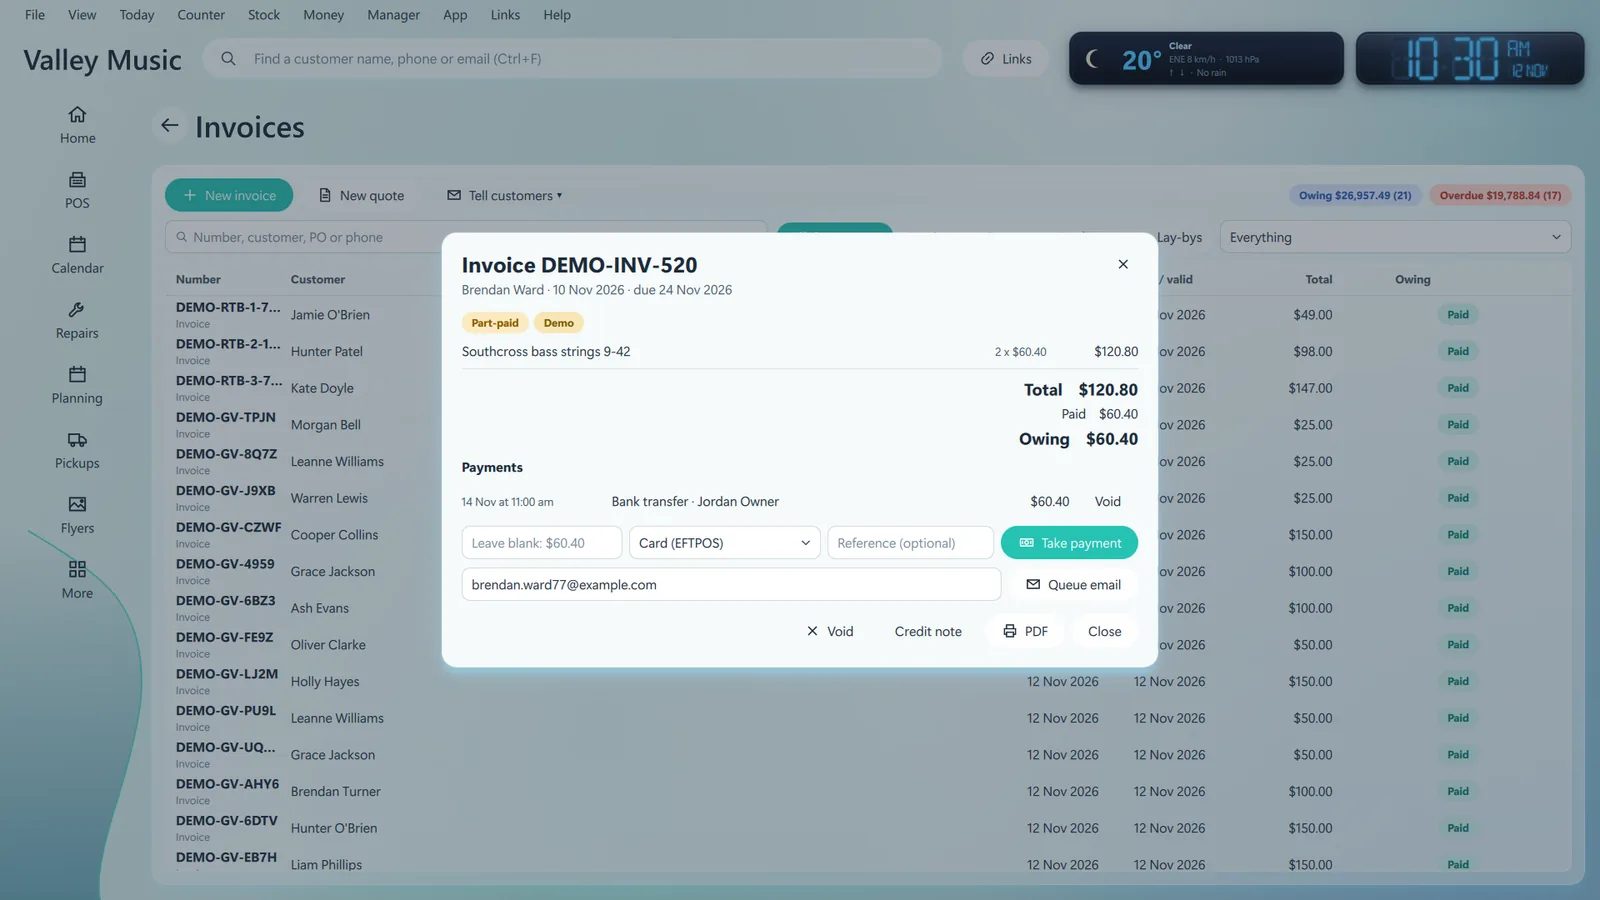 File View Today Counter Stock Money Manager App Links Help
Valley Music
Find a customer name, phone or email (Ctrl+F)
Links
20°
Clear
ENE 8 km/h · 1013 hPa
↑ ↓ · No rain
10:30 AM
12 NOV
Home
POS
Calendar
Repairs
Planning
Pickups
Flyers
More
← Invoices
+ New invoice
New quote
Tell customers ▾
Owing $26,957.49 (21)
Overdue $19,788.84 (17)
Number, customer, PO or phone
Lay-bys
Everything
Number Customer / valid Total Owing
DEMO-RTB-1-7... Jamie O'Brien ov 2026 $49.00 Paid
Invoice
DEMO-RTB-2-1... Hunter Patel ov 2026 $98.00 Paid
Invoice
DEMO-RTB-3-7... Kate Doyle ov 2026 $147.00 Paid
Invoice
DEMO-GV-TPJN Morgan Bell ov 2026 $25.00 Paid
Invoice
DEMO-GV-8Q7Z Leanne Williams ov 2026 $25.00 Paid
Invoice
DEMO-GV-J9XB Warren Lewis ov 2026 $25.00 Paid
Invoice
DEMO-GV-CZWF Cooper Collins ov 2026 $150.00 Paid
Invoice
DEMO-GV-4959 Grace Jackson ov 2026 $100.00 Paid
Invoice
DEMO-GV-6BZ3 Ash Evans ov 2026 $100.00 Paid
Invoice
DEMO-GV-FE9Z Oliver Clarke ov 2026 $50.00 Paid
Invoice
DEMO-GV-LJ2M Holly Hayes 12 Nov 2026 12 Nov 2026 $150.00 Paid
Invoice
DEMO-GV-PU9L Leanne Williams 12 Nov 2026 12 Nov 2026 $50.00 Paid
Invoice
DEMO-GV-UQ... Grace Jackson 12 Nov 2026 12 Nov 2026 $50.00 Paid
Invoice
DEMO-GV-AHY6 Brendan Turner 12 Nov 2026 12 Nov 2026 $100.00 Paid
Invoice
DEMO-GV-6DTV Hunter O'Brien 12 Nov 2026 12 Nov 2026 $150.00 Paid
Invoice
DEMO-GV-EB7H Liam Phillips 12 Nov 2026 12 Nov 2026 $150.00 Paid
Invoice DEMO-INV-520
Brendan Ward · 10 Nov 2026 · due 24 Nov 2026
Part-paid Demo
Southcross bass strings 9-42 2 x $60.40 $120.80
Total $120.80
Paid $60.40
Owing $60.40
Payments
14 Nov at 11:00 am Bank transfer · Jordan Owner $60.40 Void
Leave blank: $60.40 Card (EFTPOS) Reference (optional) Take payment
brendan.ward77@example.com Queue email
Void Credit note PDF Close